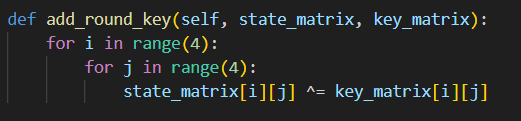 def add_round_key(self, state_matrix, key_matrix):
    for i in range(4):
        for j in range(4):
            state_matrix[i][j] ^= key_matrix[i][j]